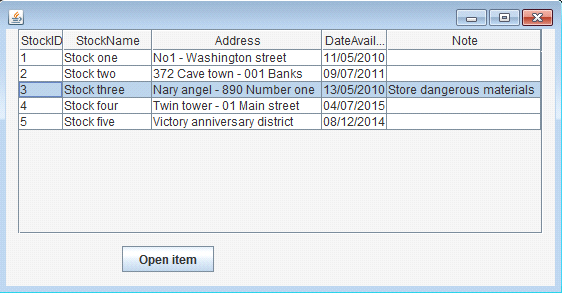 StockID StockName Address DateAvail... Note
1 Stock one No1 - Washington street 11/05/2010
2 Stock two 372 Cave town - 001 Banks 09/07/2011
3 Stock three Nary angel - 890 Number one 13/05/2010 Store dangerous materials
4 Stock four Twin tower - 01 Main street 04/07/2015
5 Stock five Victory anniversary district 08/12/2014
Open item